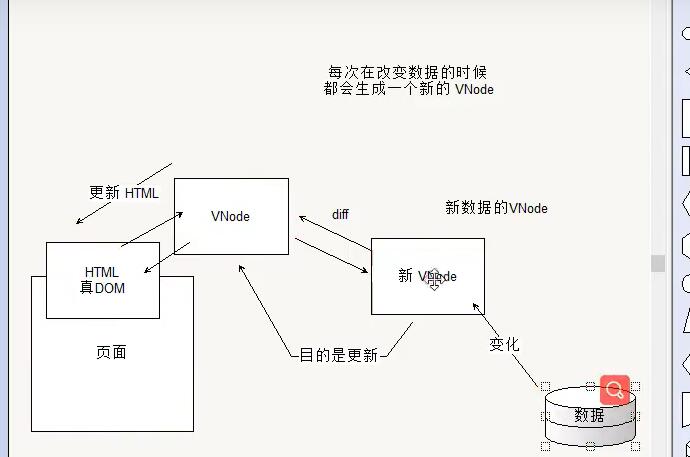 每次在改变数据的时候
都会生成一个新的 VNode
更新 HTML
VNode
diff
新数据的VNode
HTML
真DOM
新 VNode
页面
目的是更新
变化
数据